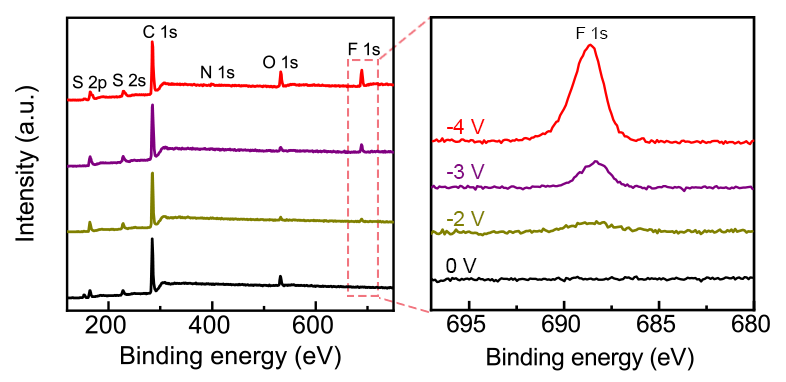 Intensity (a.u.)
S 2p
S 2s
C 1s
N 1s
O 1s
F 1s
200
400
600
Binding energy (eV)
F 1s
-4 V
-3 V
-2 V
0 V
695
690
685
680
Binding energy (eV)